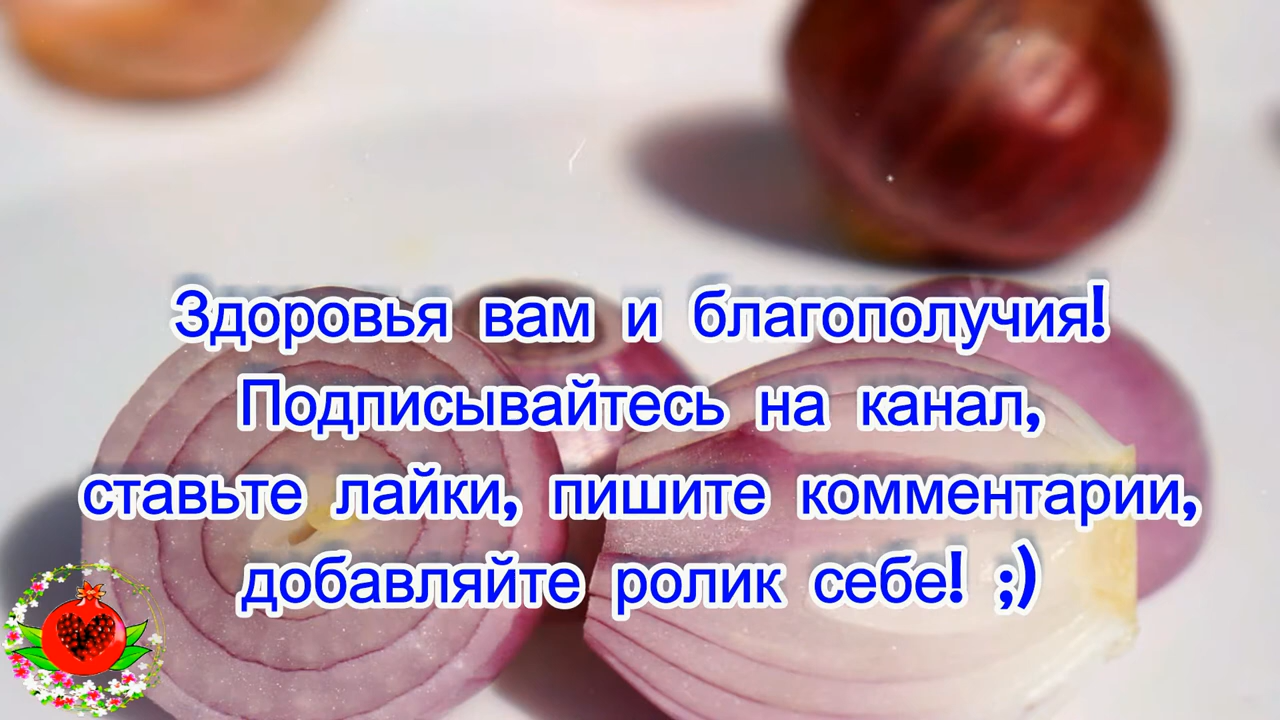 Здоровья вам и благополучия!
Подписывайтесь на канал,
ставьте лайки, пишите комментарии,
добавляйте ролик себе! ;)